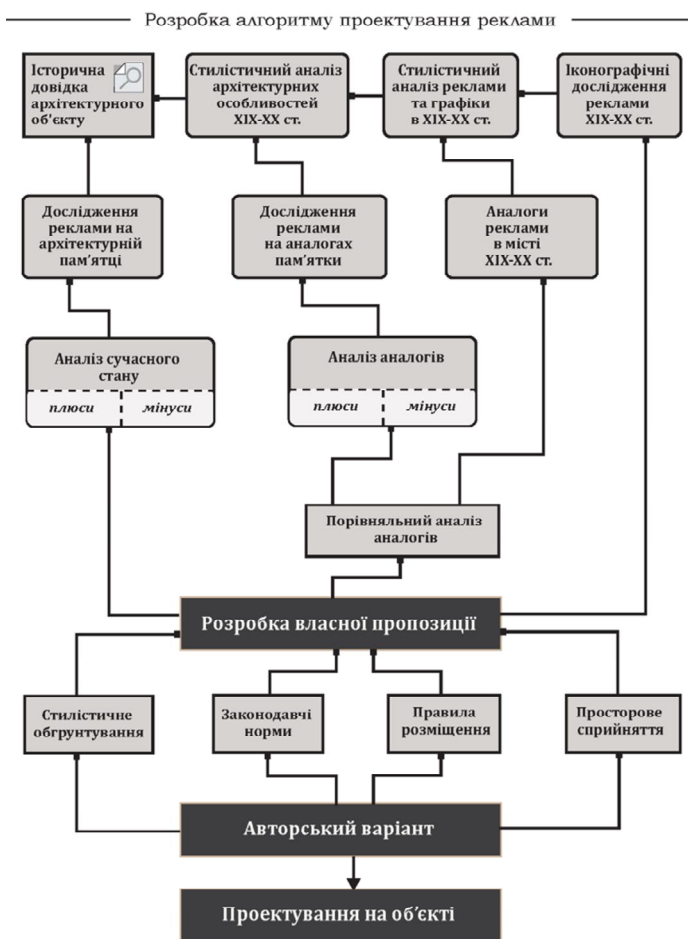 Розробка алгоритму проектування реклами
Історична
довідка
архітектурного
об'єкту
Стилістичний аналіз
архітектурних
особливостей
XIX-XX ст.
Стилістичний
аналіз реклами
та графіки
в XIX-XX ст.
Іконографічні
дослідження
реклами
XIX-XX ст.
Дослідження
реклами на
архітектурній
пам'ятці
Дослідження
реклами
на аналогах
пам'ятки
Аналоги
реклами
в місті
XIX-XX ст.
Аналіз сучасного
стану
плюси
мінуси
Аналіз аналогів
плюси
мінуси
Порівняльний аналіз
аналогів
Розробка власної пропозиції
Стилістичне
обгрунтування
Законодавчі
норми
Правила
розміщення
Просторове
сприйняття
Авторський варіант
Проектування на об'єкті